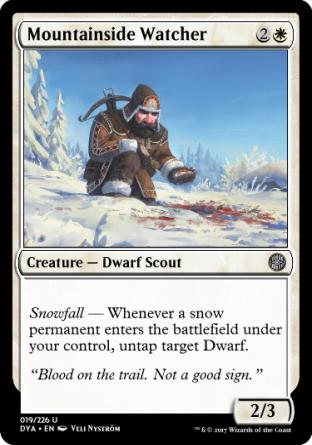 Mountainside Watcher 2
Creature — Dwarf Scout
Snowfall — Whenever a snow
permanent enters the battlefield under
your control, untap target Dwarf.
“Blood on the trail. Not a good sign.”
2/3
019/226 U
DYA • EN Veli Nyström
™ & © 2017 Wizards of the Coast